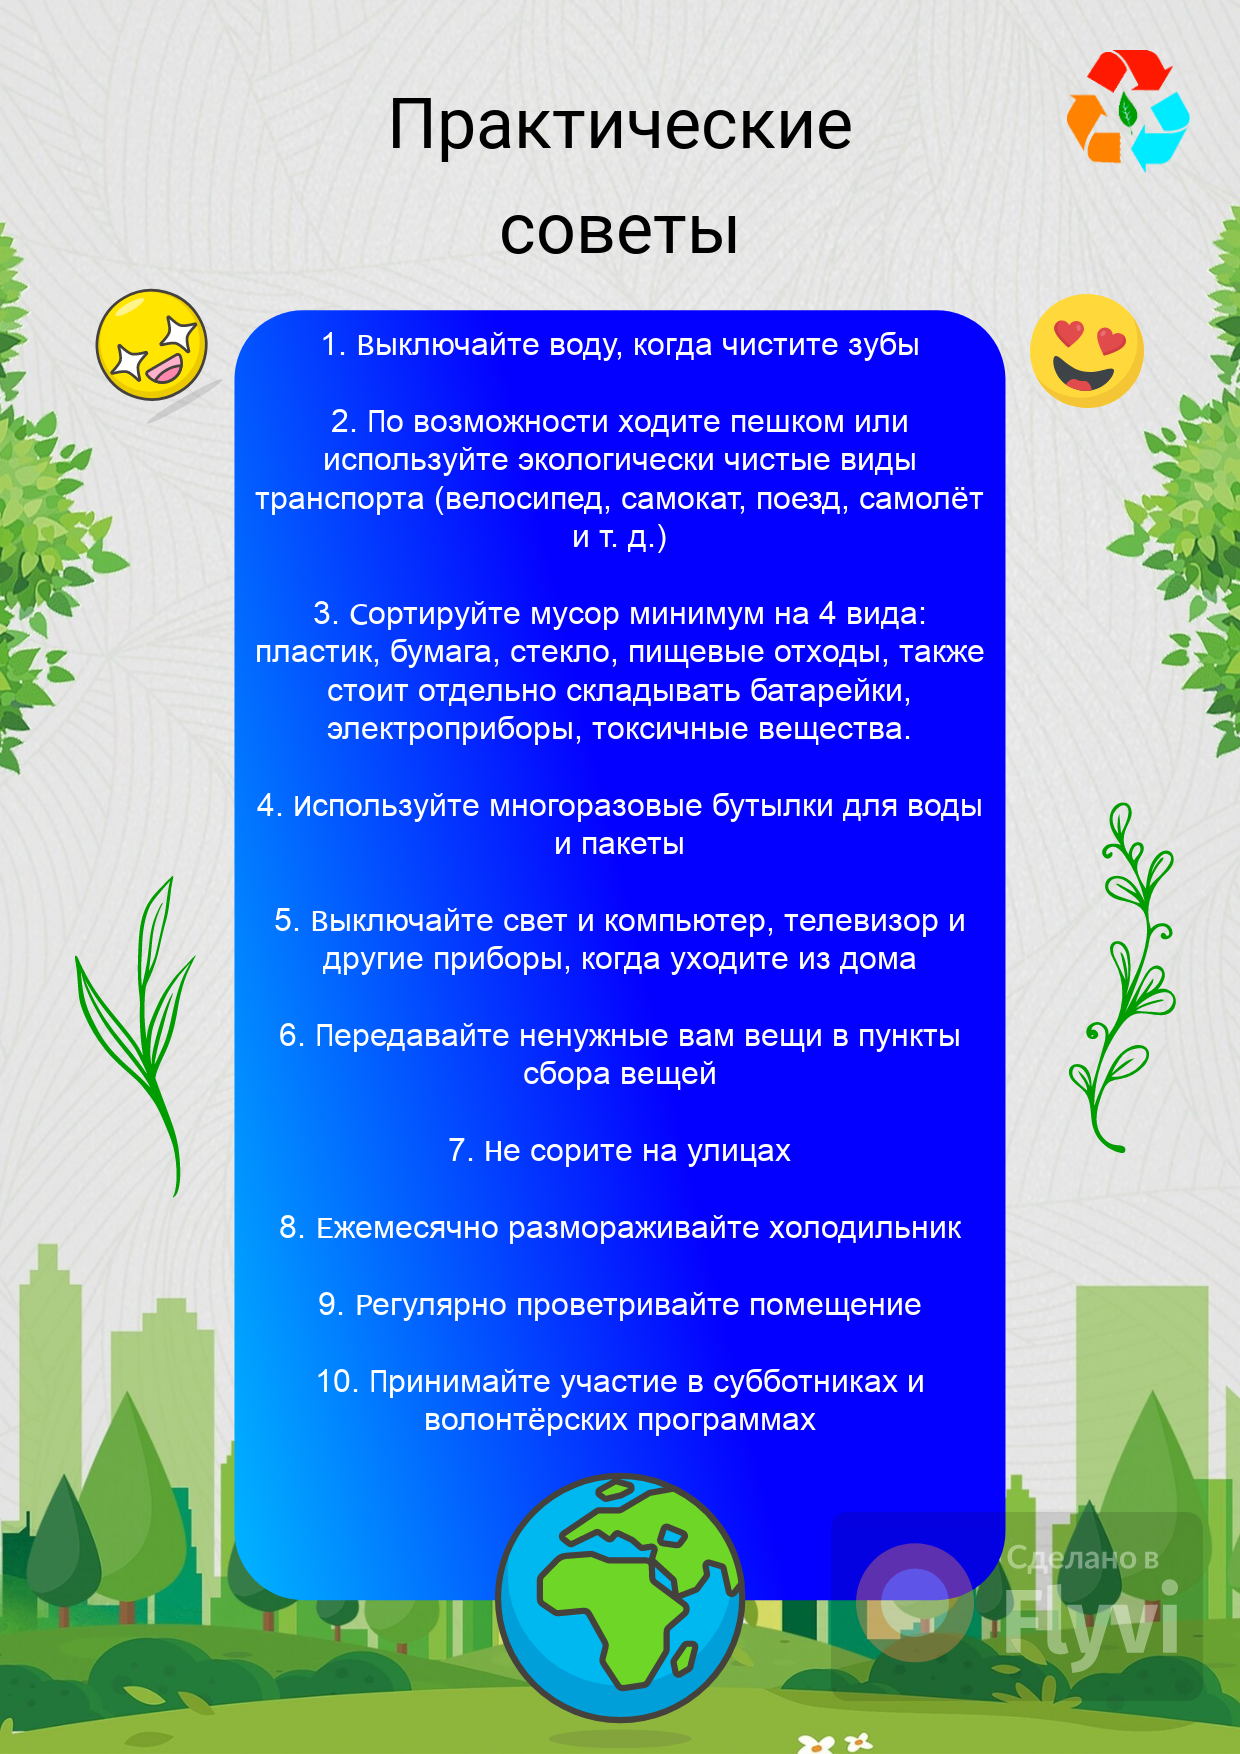 Практические
советы
1. Выключайте воду, когда чистите зубы
2. По возможности ходите пешком или
используйте экологически чистые виды
транспорта (велосипед, самокат, поезд, самолёт
и т. д.)
3. Сортируйте мусор минимум на 4 вида:
пластик, бумага, стекло, пищевые отходы, также
стоит отдельно складывать батарейки,
электроприборы, токсичные вещества.
4. Используйте многоразовые бутылки для воды
и пакеты
5. Выключайте свет и компьютер, телевизор и
другие приборы, когда уходите из дома
6. Передавайте ненужные вам вещи в пункты
сбора вещей
7. Не сорите на улицах
8. Ежемесячно размораживайте холодильник
9. Регулярно проветривайте помещение
10. Принимайте участие в субботниках и
волонтёрских программах
Сделано в
Flyvi